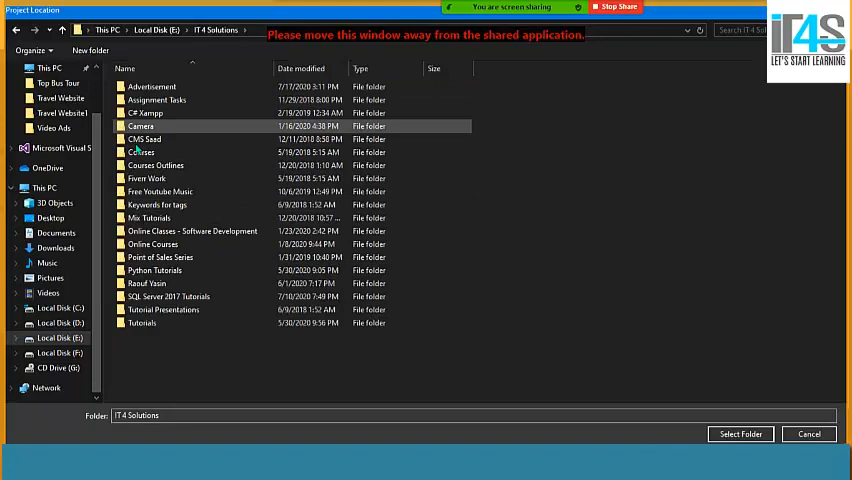 Project Location
You are screen sharing
Stop Share
This PC
Local Disk (E:)
IT4 Solutions
Please move this window away from the shared application.
Search IT4 Sol
iT4S
LET'S START LEARNING
Organize
New folder
Name
Date modified
Type
Size
This PC
Top Bus Tour
Travel Website
Travel Website1
Video Ads
Microsoft Visual S
OneDrive
This PC
3D Objects
Desktop
Documents
Downloads
Music
Pictures
Videos
Local Disk (C:)
Local Disk (D:)
Local Disk (E:)
Local Disk (F:)
CD Drive (G:)
Network
Advertisement 7/17/2020 3:11 PM File folder
Assignment Tasks 11/29/2018 8:00 PM File folder
C# Xampp 2/19/2019 12:34 AM File folder
Camera 1/16/2020 4:38 PM File folder
CMS Saad 12/11/2018 8:58 PM File folder
Courses 5/19/2018 5:15 AM File folder
Courses Outlines 12/20/2018 1:10 AM File folder
Fiverr Work 5/19/2018 5:15 AM File folder
Free Youtube Music 10/6/2019 12:49 PM File folder
Keywords for tags 6/9/2018 1:52 AM File folder
Mix Tutorials 12/20/2018 10:57 ... File folder
Online Classes - Software Development 1/23/2020 2:42 PM File folder
Online Courses 1/8/2020 9:44 PM File folder
Point of Sales Series 1/31/2019 10:40 PM File folder
Python Tutorials 5/30/2020 9:05 PM File folder
Raouf Yasin 6/1/2020 7:17 PM File folder
SQL Server 2017 Tutorials 7/10/2020 7:49 PM File folder
Tutorial Presentations 6/9/2018 1:52 AM File folder
Tutorials 5/30/2020 9:56 PM File folder
Folder: IT4 Solutions
Select Folder
Cancel